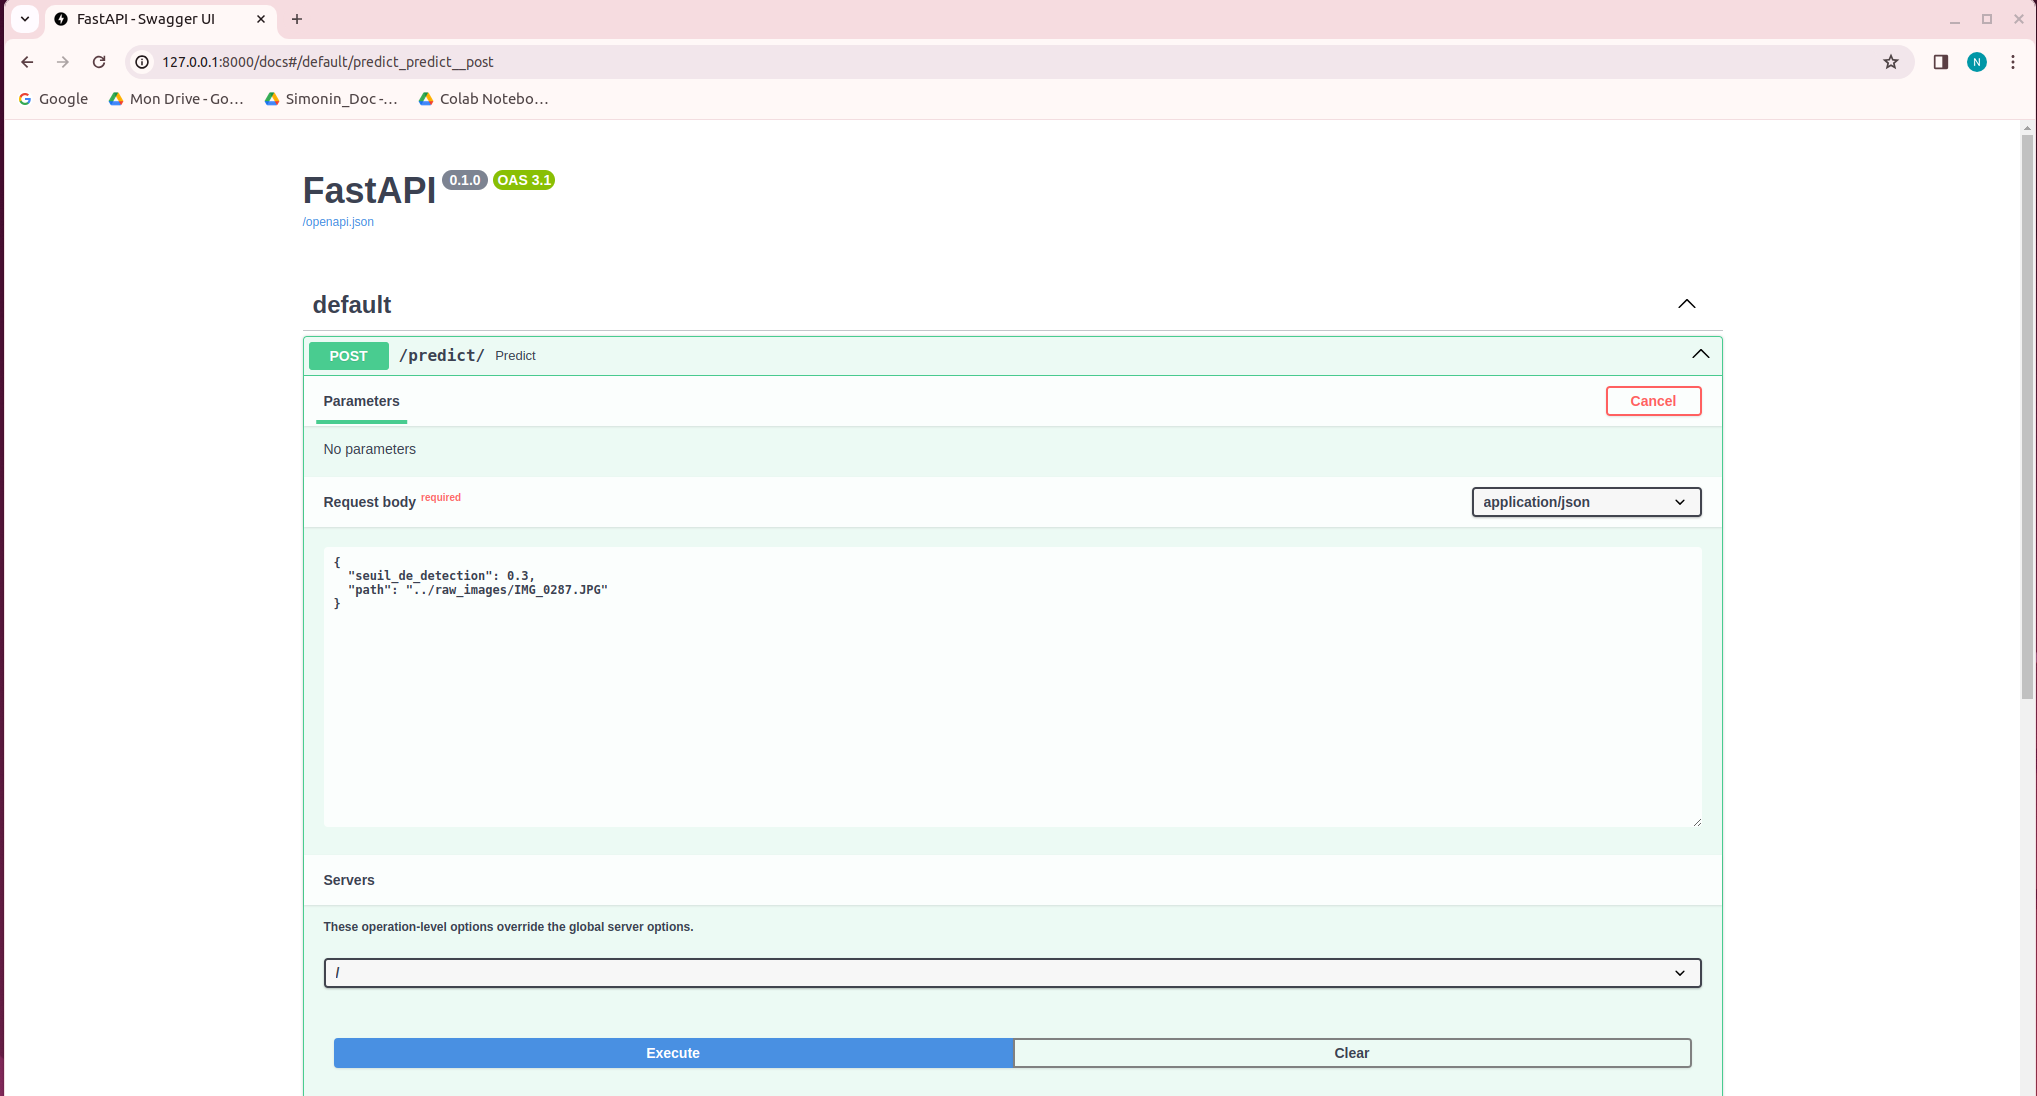 FastAPI - Swagger UI
127.0.0.1:8000/docs#/default/predict_predict__post
N
Google
Mon Drive - Go...
Simonin_Doc -...
Colab Notebo...
FastAPI 0.1.0 OAS 3.1
/openapi.json
default
POST /predict/ Predict
Parameters
Cancel
No parameters
Request body required
application/json
{
"seuil_de_detection": 0.3,
"path": "../raw_images/IMG_0287.JPG"
}
Servers
These operation-level options override the global server options.
/
Execute
Clear